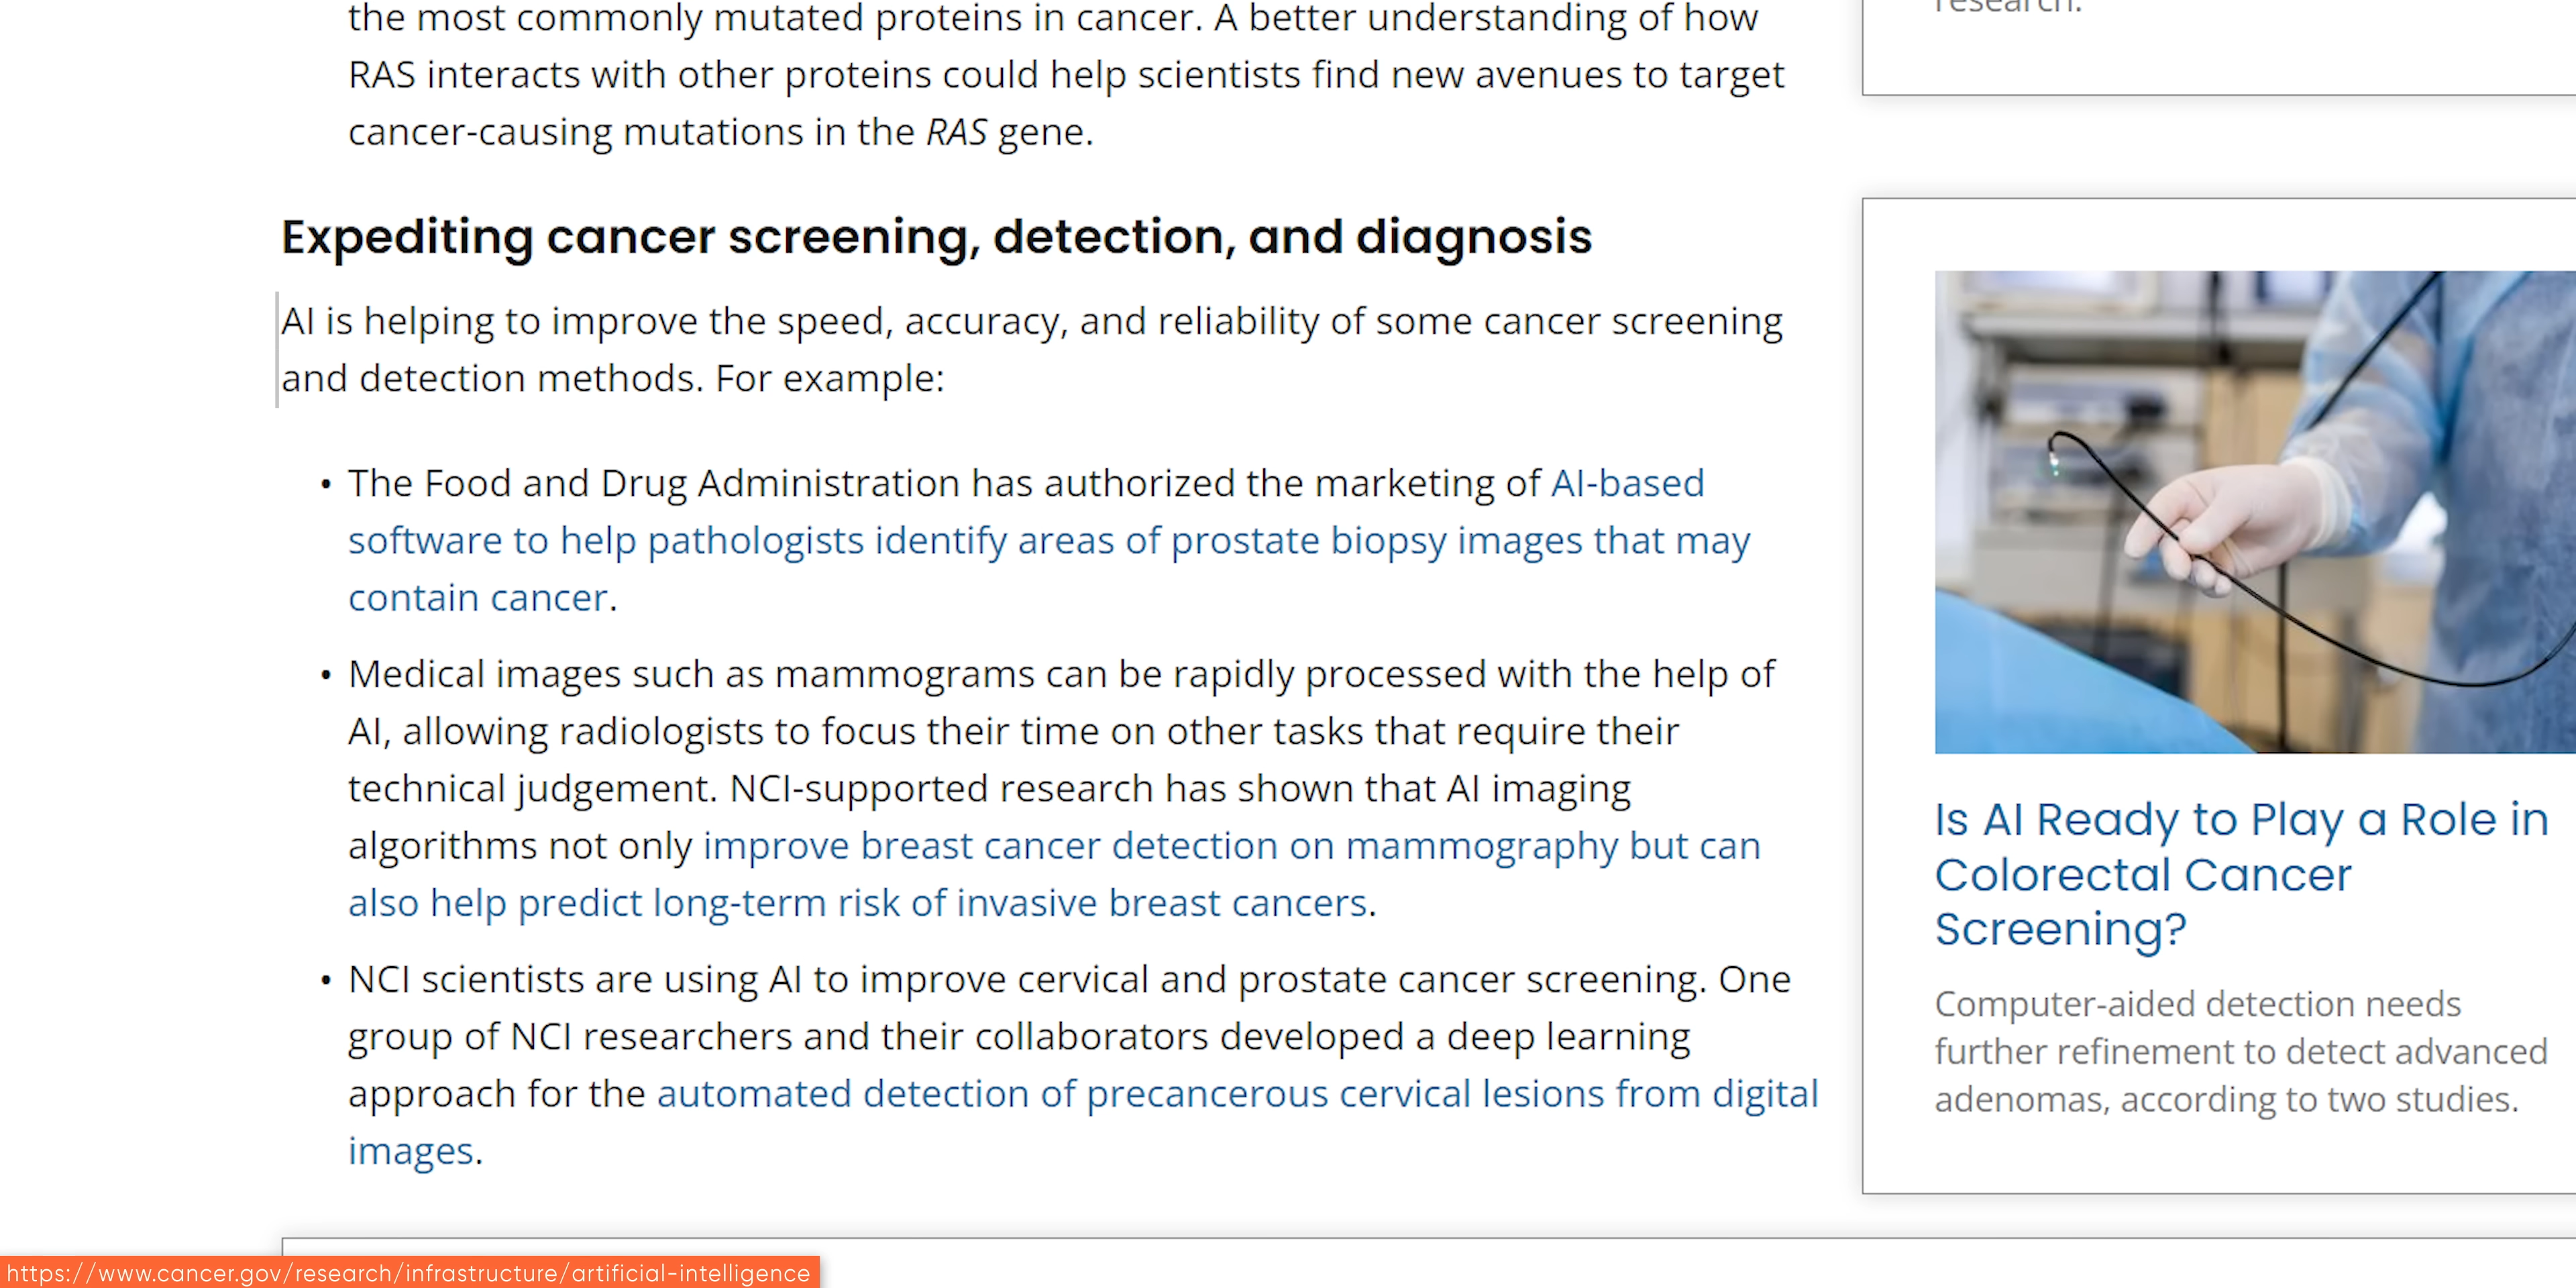 the most commonly mutated proteins in cancer. A better understanding of how
RAS interacts with other proteins could help scientists find new avenues to target
cancer-causing mutations in the RAS gene.
research.
Expediting cancer screening, detection, and diagnosis
AI is helping to improve the speed, accuracy, and reliability of some cancer screening
and detection methods. For example:
• The Food and Drug Administration has authorized the marketing of AI-based
software to help pathologists identify areas of prostate biopsy images that may
contain cancer.
• Medical images such as mammograms can be rapidly processed with the help of
AI, allowing radiologists to focus their time on other tasks that require their
technical judgement. NCI-supported research has shown that AI imaging
algorithms not only improve breast cancer detection on mammography but can
also help predict long-term risk of invasive breast cancers.
• NCI scientists are using AI to improve cervical and prostate cancer screening. One
group of NCI researchers and their collaborators developed a deep learning
approach for the automated detection of precancerous cervical lesions from digital
images.
Is AI Ready to Play a Role in
Colorectal Cancer
Screening?
Computer-aided detection needs
further refinement to detect advanced
adenomas, according to two studies.
https://www.cancer.gov/research/infrastructure/artificial-intelligence